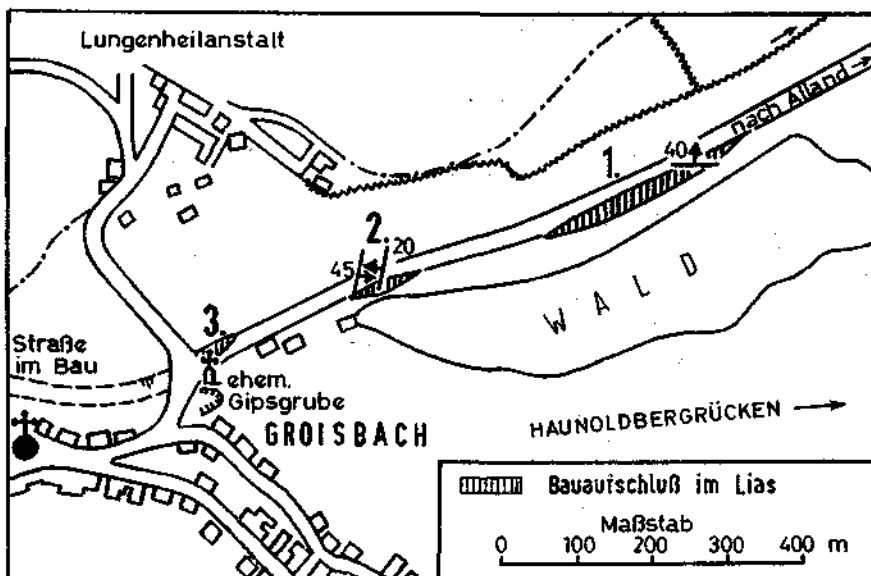 Lungenheilanstalt
nach Alland
1.
40
2.
20
45
3.
Straße
im Bau
ehem.
Gipsgrube
GROISBACH
WALD
HAUNOLDBERGRÜCKEN
Bauaufschluß im Lias
Maßstab
0 100 200 300 400 m